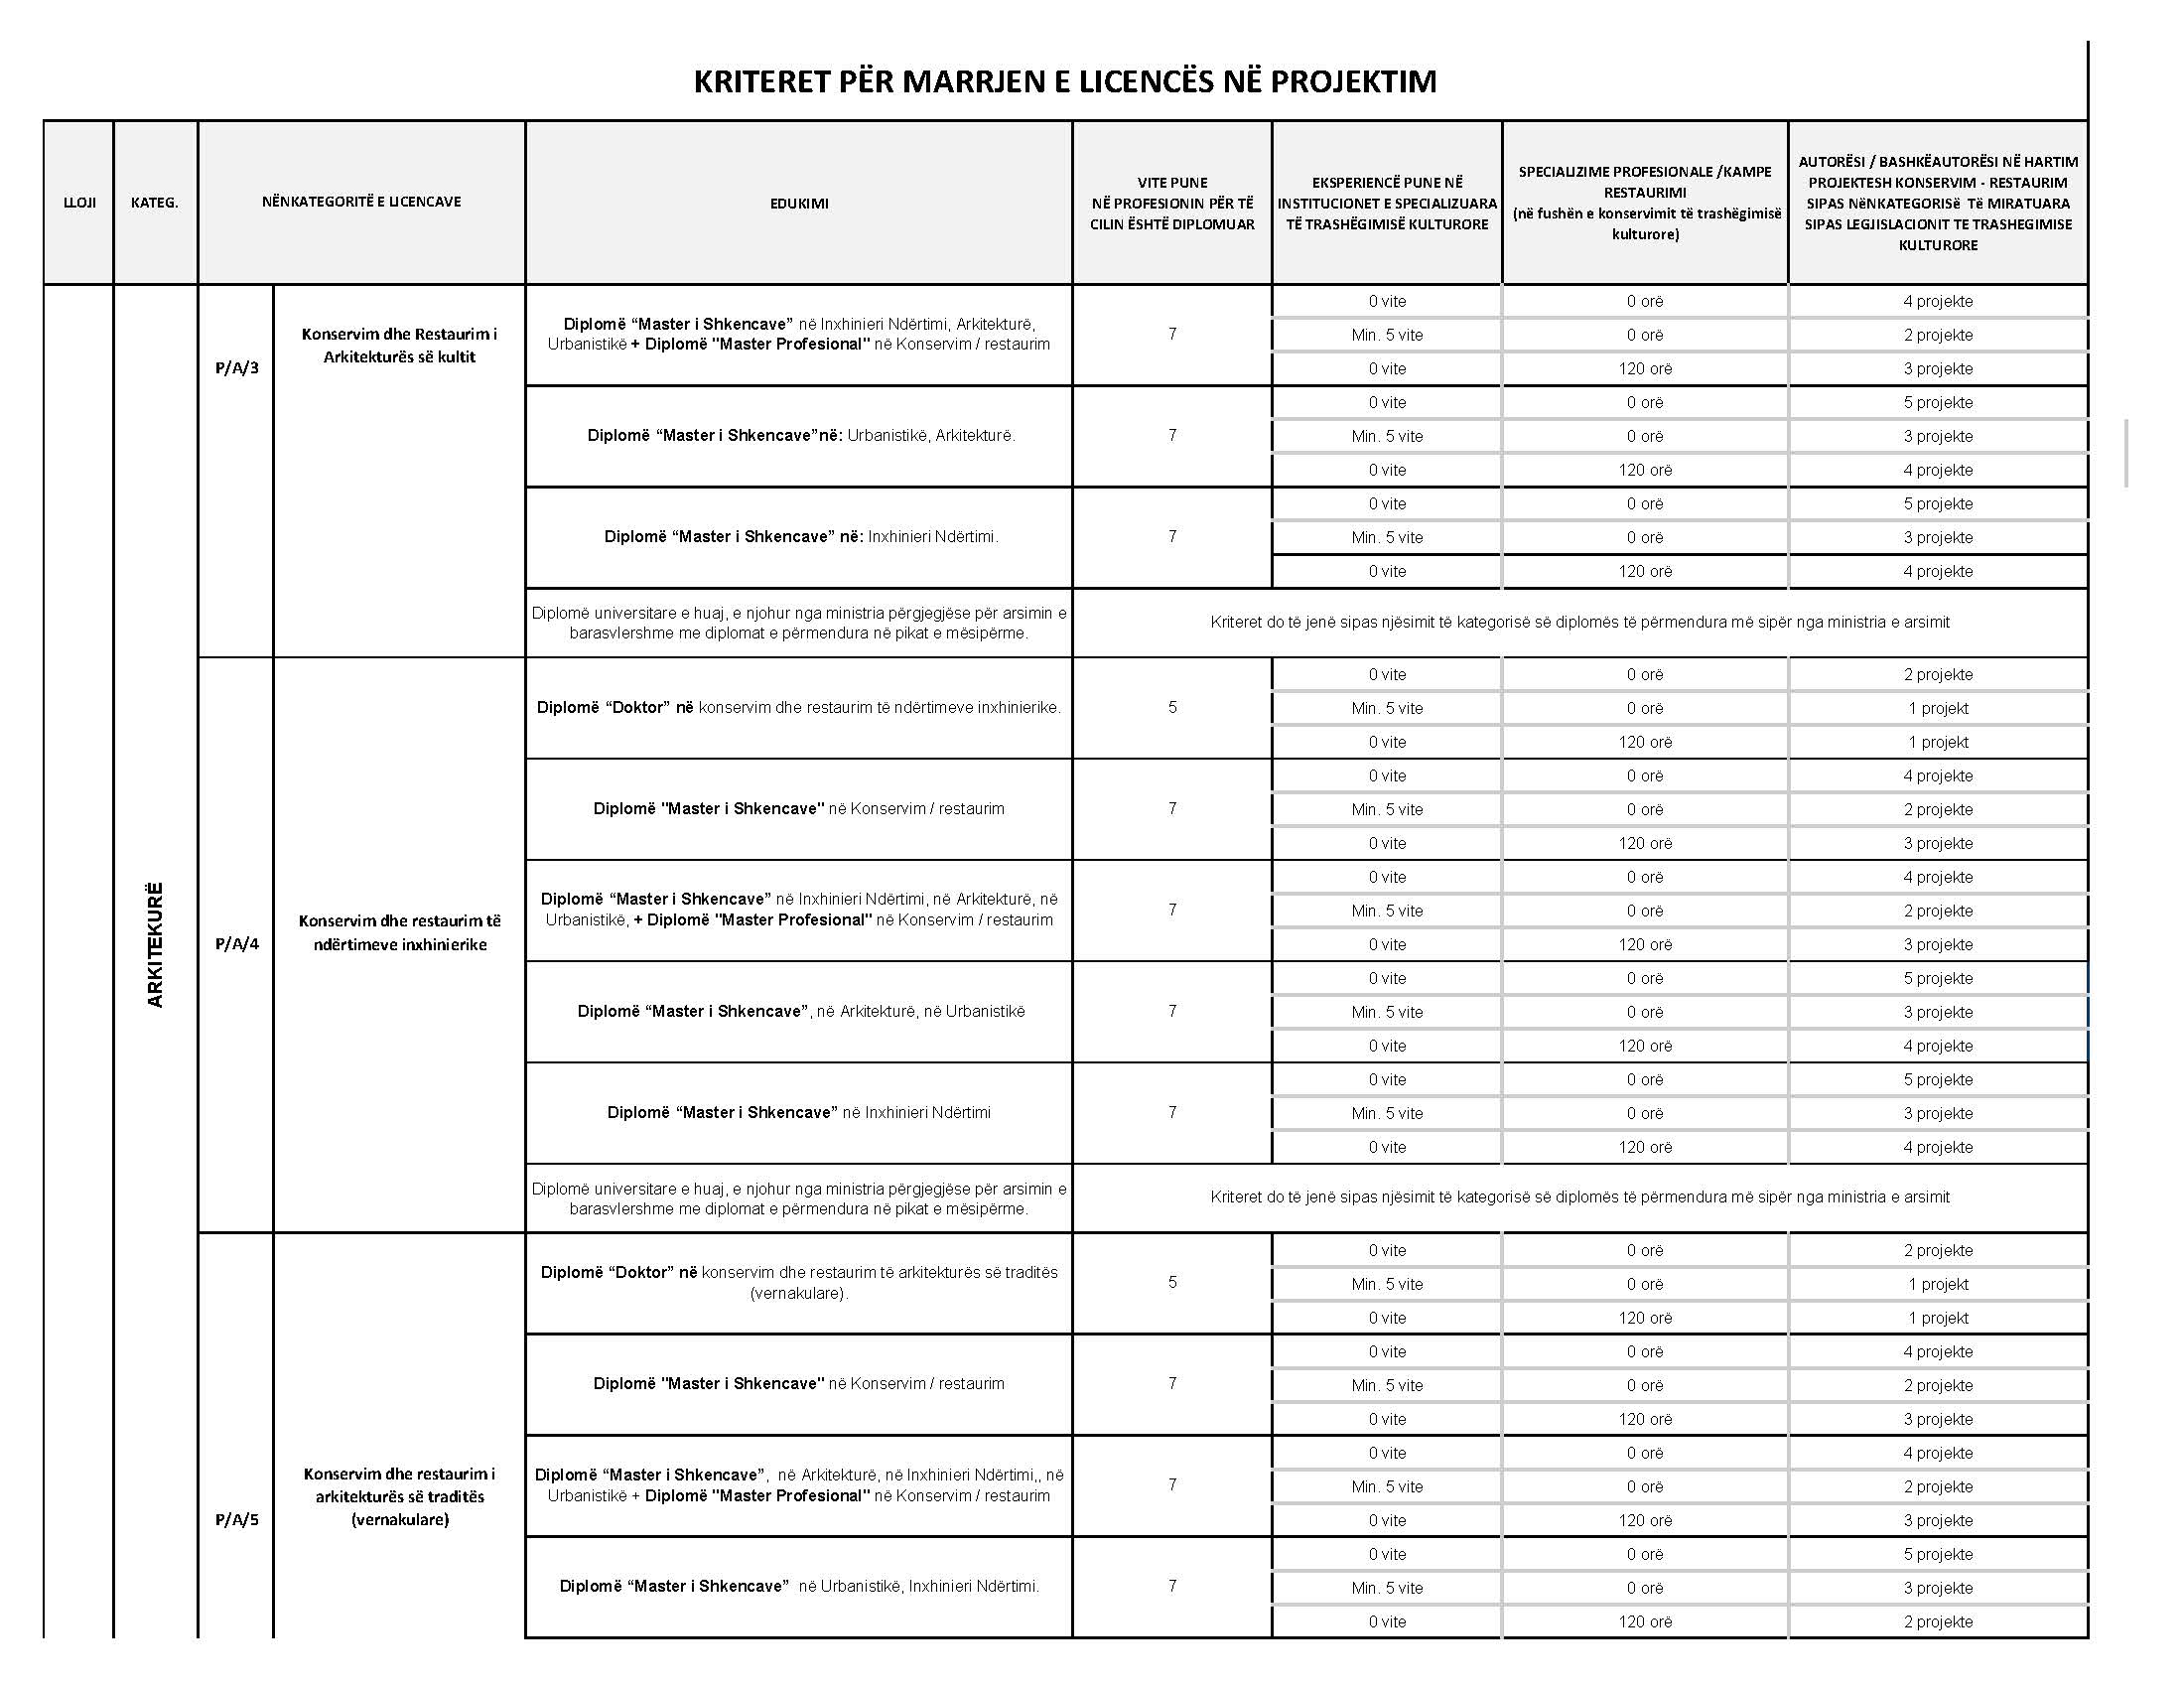 KRITERET PËR MARRJEN E LICENCËS NË PROJEKTIM
LLOJI
KATEG.
NËNKATEGORITË E LICENCAVE
EDUKIMI
VITE PUNE
NË PROFESIONIN PËR TË
CILIN ËSHTË DIPLOMUAR
EKSPERIENCË PUNE NË
INSTITUCIONET E SPECIALIZUARA
TË TRASHËGIMISË KULTURORE
SPECIALIZIME PROFESIONALE /KAMPE
RESTAURIMI
(në fushën e konservimit të trashëgimisë
kulturore)
AUTORËSI / BASHKËAUTORËSI NË HARTIM
PROJEKTESH KONSERVIM - RESTAURIM
SIPAS NëNKATEGORISë Të MIRATUARA
SIPAS LEGJISLACIONIT TE TRASHEGIMISE
KULTURORE
ARKITEKURË
P/A/3
Konservim dhe Restaurim i
Arkitekturës së kultit
Diplomë “Master i Shkencave” në Inxhinieri Ndërtimi, Arkitekturë,
Urbanistikë + Diplomë "Master Profesional" në Konservim / restaurim
7
0 vite 0 orë 4 projekte
Min. 5 vite 0 orë 2 projekte
0 vite 120 orë 3 projekte
Diplomë “Master i Shkencave”në: Urbanistikë, Arkitekturë.
7
0 vite 0 orë 5 projekte
Min. 5 vite 0 orë 3 projekte
0 vite 120 orë 4 projekte
Diplomë “Master i Shkencave” në: Inxhinieri Ndërtimi.
7
0 vite 0 orë 5 projekte
Min. 5 vite 0 orë 3 projekte
0 vite 120 orë 4 projekte
Diplomë universitare e huaj, e njohur nga ministria përgjegjëse për arsimin e
barasvlershme me diplomat e përmendura në pikat e mësipërme.
Kriteret do të jenë sipas njësimit të kategorisë së diplomës të përmendura më sipër nga ministria e arsimit
P/A/4
Konservim dhe restaurim të
ndërtimeve inxhinierike
Diplomë “Doktor” në konservim dhe restaurim të ndërtimeve inxhinierike.
5
0 vite 0 orë 2 projekte
Min. 5 vite 0 orë 1 projekt
0 vite 120 orë 1 projekt
Diplomë "Master i Shkencave" në Konservim / restaurim
7
0 vite 0 orë 4 projekte
Min. 5 vite 0 orë 2 projekte
0 vite 120 orë 3 projekte
Diplomë “Master i Shkencave” në Inxhinieri Ndërtimi, në Arkitekturë, në
Urbanistikë, + Diplomë "Master Profesional" në Konservim / restaurim
7
0 vite 0 orë 4 projekte
Min. 5 vite 0 orë 2 projekte
0 vite 120 orë 3 projekte
Diplomë “Master i Shkencave”, në Arkitekturë, në Urbanistikë
7
0 vite 0 orë 5 projekte
Min. 5 vite 0 orë 3 projekte
0 vite 120 orë 4 projekte
Diplomë “Master i Shkencave” në Inxhinieri Ndërtimi
7
0 vite 0 orë 5 projekte
Min. 5 vite 0 orë 3 projekte
0 vite 120 orë 4 projekte
Diplomë universitare e huaj, e njohur nga ministria përgjegjëse për arsimin e
barasvlershme me diplomat e përmendura në pikat e mësipërme.
Kriteret do të jenë sipas njësimit të kategorisë së diplomës të përmendura më sipër nga ministria e arsimit
P/A/5
Konservim dhe restaurim i
arkitekturës së traditës
(vernakulare)
Diplomë “Doktor” në konservim dhe restaurim të arkitekturës së traditës
(vernakulare).
5
0 vite 0 orë 2 projekte
Min. 5 vite 0 orë 1 projekt
0 vite 120 orë 1 projekt
Diplomë "Master i Shkencave" në Konservim / restaurim
7
0 vite 0 orë 4 projekte
Min. 5 vite 0 orë 2 projekte
0 vite 120 orë 3 projekte
Diplomë “Master i Shkencave”, në Arkitekturë, në Inxhinieri Ndërtimi,, në
Urbanistikë + Diplomë "Master Profesional" në Konservim / restaurim
7
0 vite 0 orë 4 projekte
Min. 5 vite 0 orë 2 projekte
0 vite 120 orë 3 projekte
Diplomë “Master i Shkencave” në Urbanistikë, Inxhinieri Ndërtimi.
7
0 vite 0 orë 5 projekte
Min. 5 vite 0 orë 3 projekte
0 vite 120 orë 2 projekte